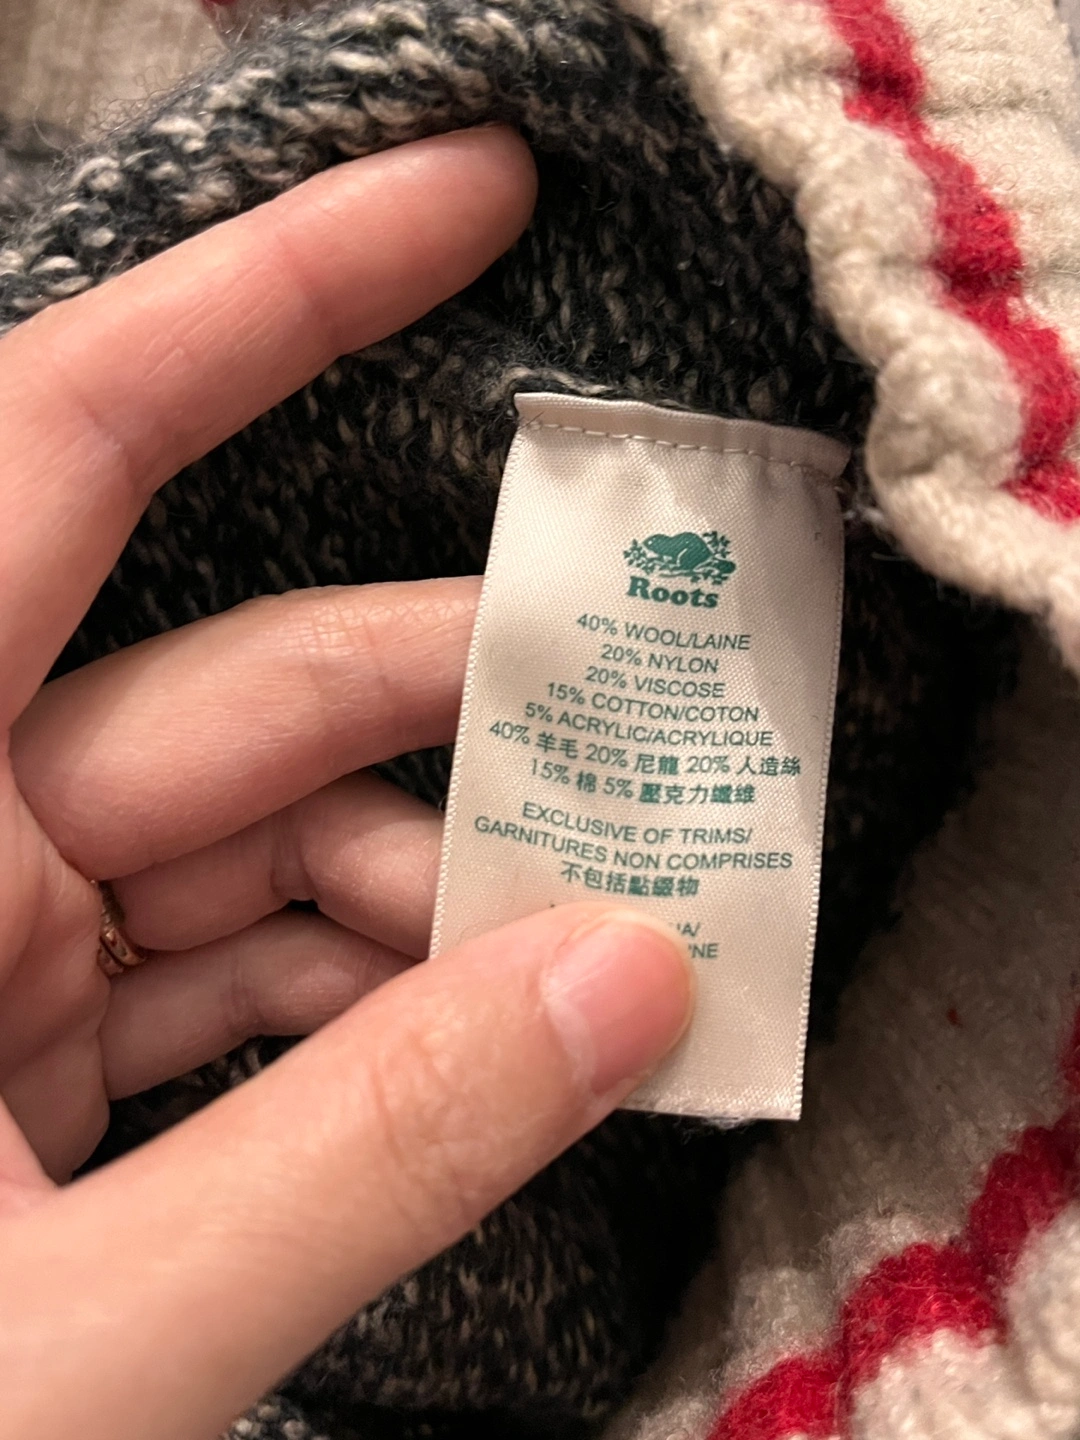 Roots
40% WOOL/LAINE
20% NYLON
20% VISCOSE
15% COTTON/COTON
5% ACRYLIC/ACRYLIQUE
40% 羊毛 20% 尼龍 20% 人造絲
15% 棉 5% 壓克力纖維
EXCLUSIVE OF TRIMS/
GARNITURES NON COMPRISES
不包括點綴物